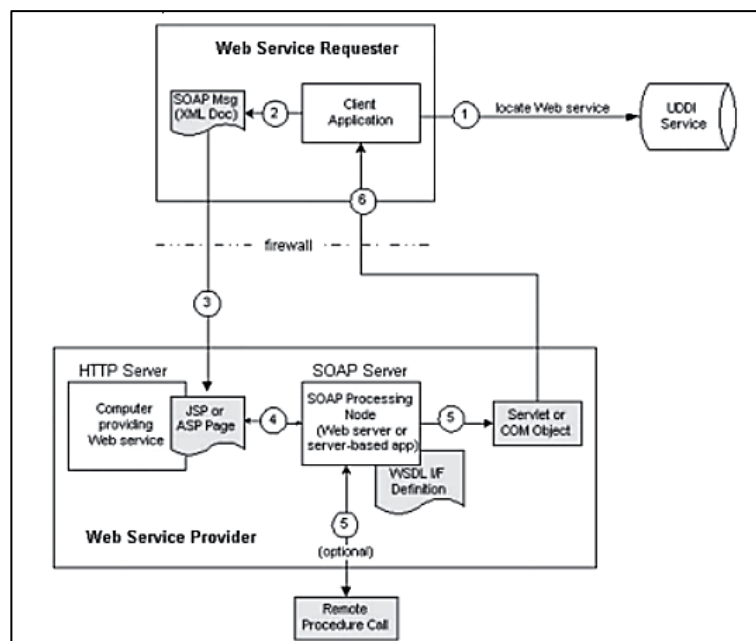 Web Service Requester
SOAP Msg
(XML Doc)
2
Client
Application
1
locate Web service
UDDI
Service
6
firewall
3
HTTP Server
SOAP Server
Computer
providing
Web service
JSP or
ASP Page
4
SOAP Processing
Node
(Web server or
server-based app)
5
Servlet or
COM Object
WSDL I/F
Definition
Web Service Provider
5
(optional)
Remote
Procedure Call